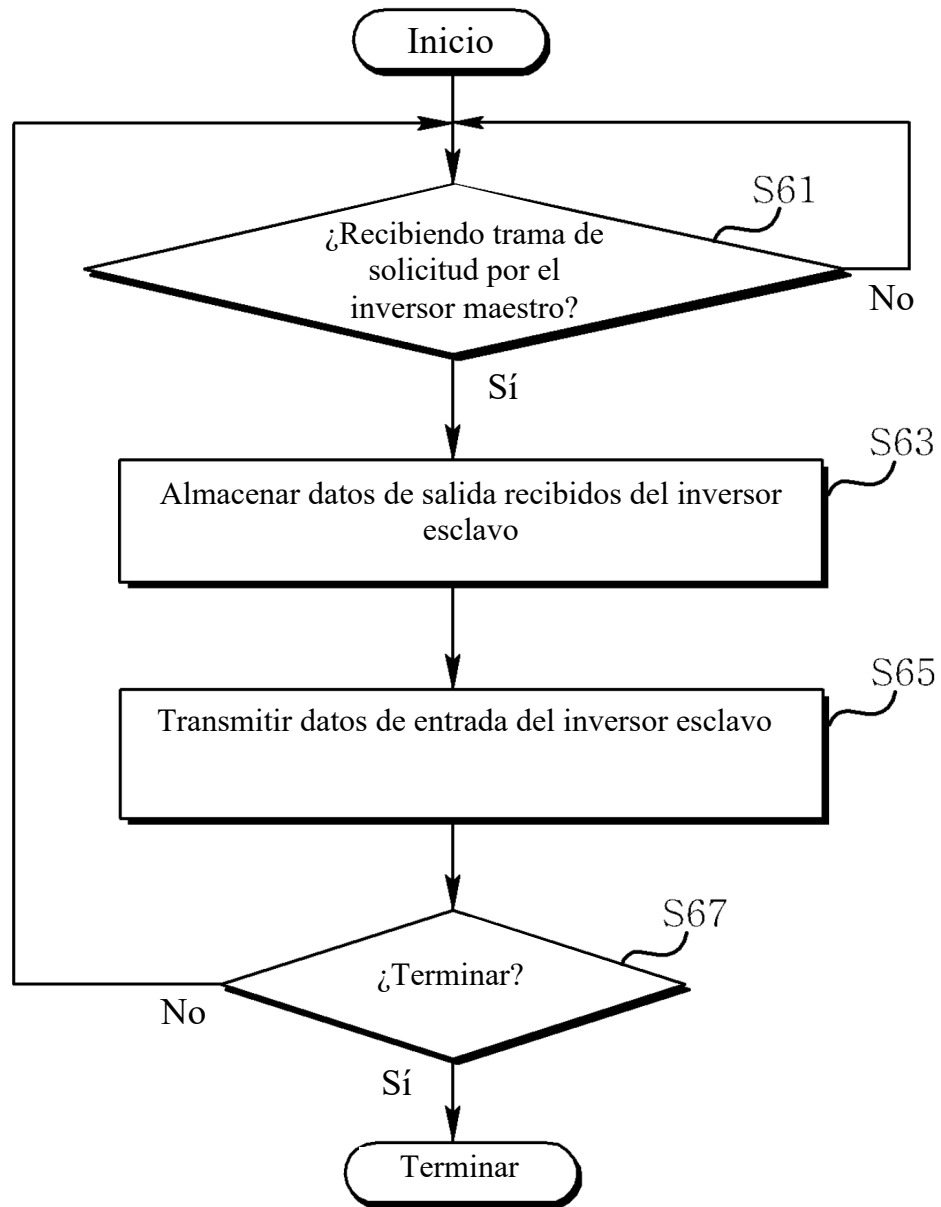 Inicio
S61
¿Recibiendo trama de
solicitud por el
inversor maestro?
No
Sí
S63
Almacenar datos de salida recibidos del inversor
esclavo
S65
Transmitir datos de entrada del inversor esclavo
S67
¿Terminar?
No
Sí
Terminar